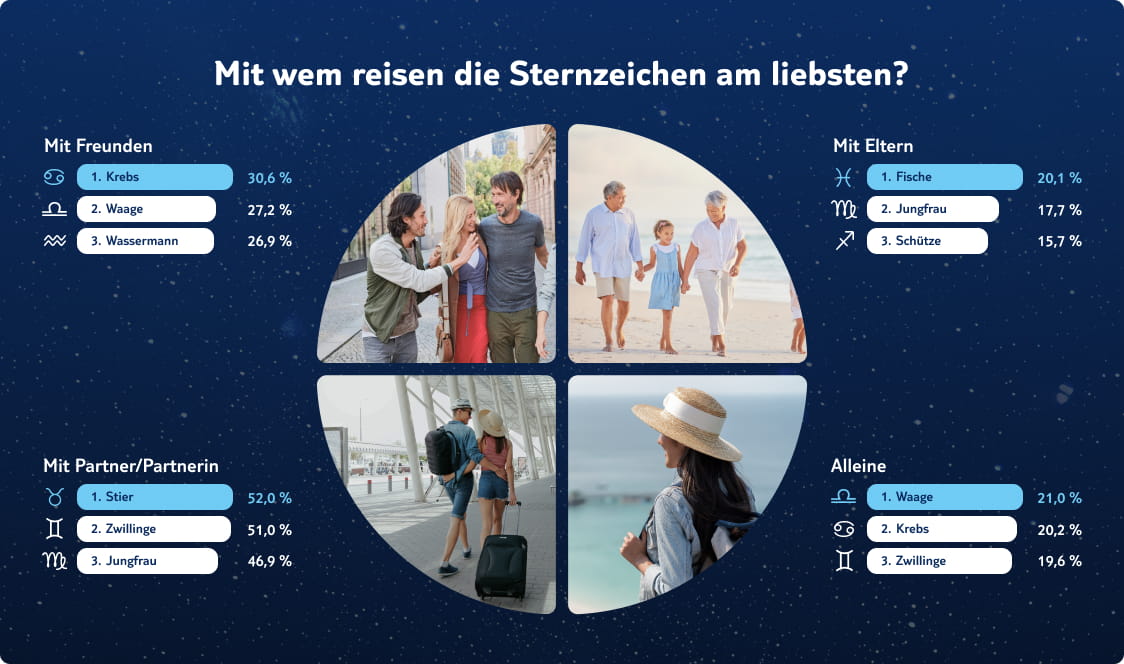 Mit wem reisen die Sternzeichen am liebsten?
Mit Freunden
1. Krebs 30,6 %
2. Waage 27,2 %
3. Wassermann 26,9 %
Mit Eltern
1. Fische 20,1 %
2. Jungfrau 17,7 %
3. Schütze 15,7 %
Mit Partner/Partnerin
1. Stier 52,0 %
2. Zwillinge 51,0 %
3. Jungfrau 46,9 %
Alleine
1. Waage 21,0 %
2. Krebs 20,2 %
3. Zwillinge 19,6 %